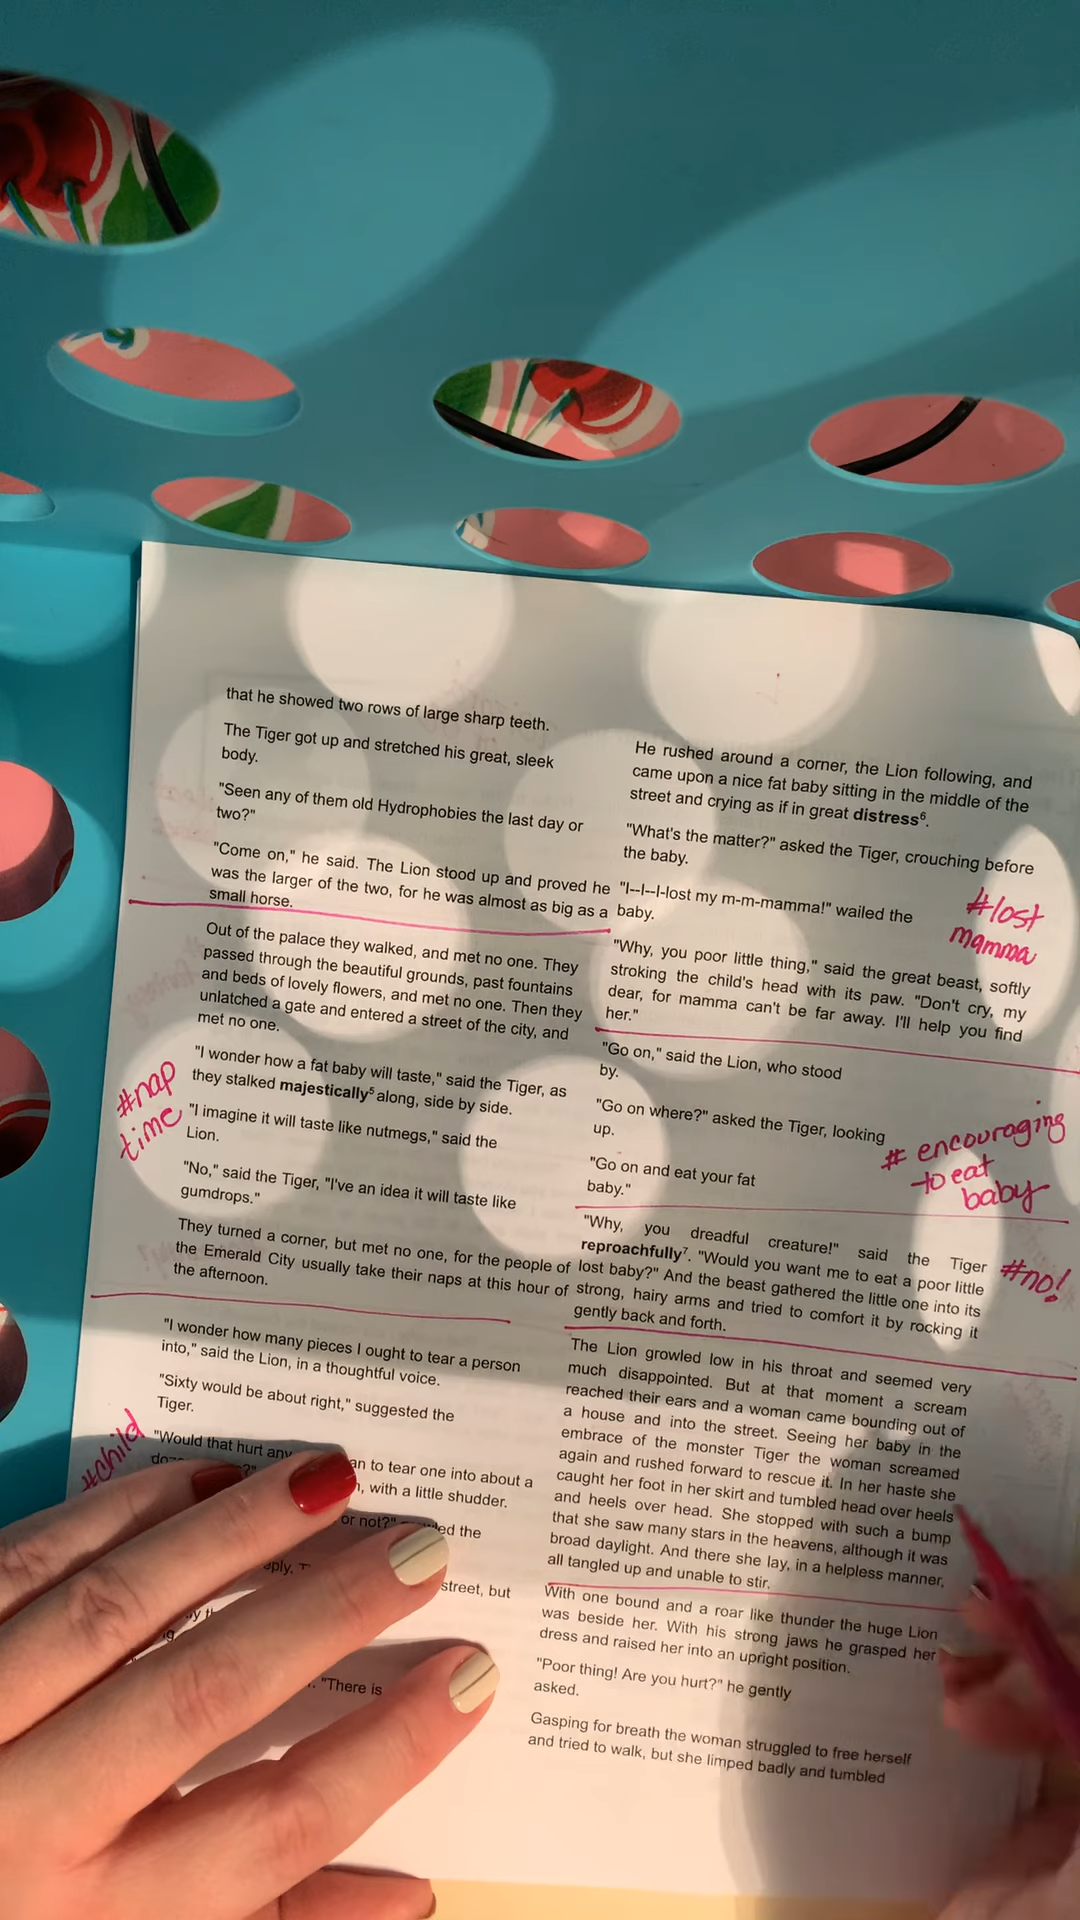 that he showed two rows of large sharp teeth.
The Tiger got up and stretched his great, sleek
body.
"Seen any of them old Hydrophobies the last day or
two?"
"Come on," he said. The Lion stood up and proved he
was the larger of the two, for he was almost as big as a
small horse.
Out of the palace they walked, and met no one. They
passed through the beautiful grounds, past fountains
and beds of lovely flowers, and met no one. Then they
unlatched a gate and entered a street of the city, and
met no one.
"I wonder how a fat baby will taste," said the Tiger, as
they stalked majestically5 along, side by side.
#nap
time
"I imagine it will taste like nutmegs," said the
Lion.
"No," said the Tiger, "I've an idea it will taste like
gumdrops."
They turned a corner, but met no one, for the people of
the Emerald City usually take their naps at this hour of
the afternoon.
"I wonder how many pieces I ought to tear a person
into," said the Lion, in a thoughtful voice.
"Sixty would be about right," suggested the
Tiger.
#child
"Would that hurt any
an to tear one into about a
with a little shudder.
or not?"
ed the
street, but
"There is
He rushed around a corner, the Lion following, and
came upon a nice fat baby sitting in the middle of the
street and crying as if in great distress6.
"What's the matter?" asked the Tiger, crouching before
the baby.
"I--I--I-lost my m-m-mamma!" wailed the
baby.
#lost
mamma
"Why, you poor little thing," said the great beast, softly
stroking the child's head with its paw. "Don't cry, my
dear, for mamma can't be far away. I'll help you find
her."
"Go on," said the Lion, who stood
by.
"Go on where?" asked the Tiger, looking
up.
# encouraging
to eat
baby
"Go on and eat your fat
baby."
"Why, you dreadful creature!" said the Tiger
reproachfully7. "Would you want me to eat a poor little
lost baby?" And the beast gathered the little one into its
strong, hairy arms and tried to comfort it by rocking it
gently back and forth.
#no!
The Lion growled low in his throat and seemed very
much disappointed. But at that moment a scream
reached their ears and a woman came bounding out of
a house and into the street. Seeing her baby in the
embrace of the monster Tiger the woman screamed
again and rushed forward to rescue it. In her haste she
caught her foot in her skirt and tumbled head over heels
and heels over head. She stopped with such a bump
that she saw many stars in the heavens, although it was
broad daylight. And there she lay, in a helpless manner,
all tangled up and unable to stir.
With one bound and a roar like thunder the huge Lion
was beside her. With his strong jaws he grasped her
dress and raised her into an upright position.
"Poor thing! Are you hurt?" he gently
asked.
Gasping for breath the woman struggled to free herself
and tried to walk, but she limped badly and tumbled